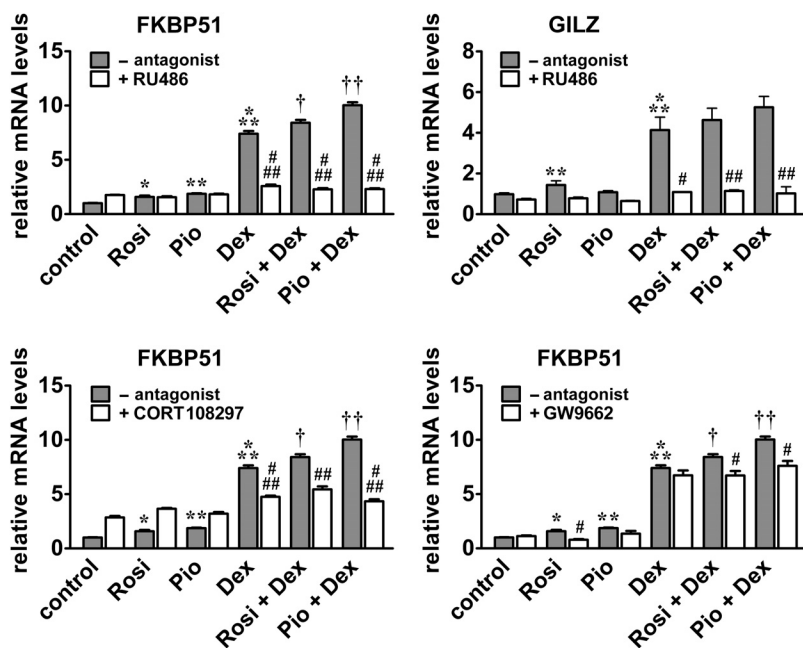 FKBP51
relative mRNA levels
15
10
5
0
– antagonist
+ RU486
*
**
*
**
†
††
#
##
#
##
#
##
control
Rosi
Pio
Dex
Rosi + Dex
Pio + Dex
GILZ
relative mRNA levels
8
6
4
2
0
– antagonist
+ RU486
**
*
**
#
##
##
control
Rosi
Pio
Dex
Rosi + Dex
Pio + Dex
FKBP51
relative mRNA levels
15
10
5
0
– antagonist
+ CORT108297
*
**
*
**
†
††
#
##
##
#
##
control
Rosi
Pio
Dex
Rosi + Dex
Pio + Dex
FKBP51
relative mRNA levels
15
10
5
0
– antagonist
+ GW9662
*
#
**
*
**
†
#
††
#
control
Rosi
Pio
Dex
Rosi + Dex
Pio + Dex